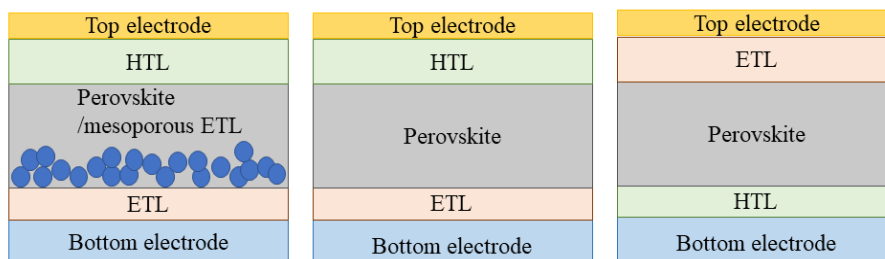 Top electrode
HTL
Perovskite
/mesoporous ETL
ETL
Bottom electrode
Top electrode
HTL
Perovskite
ETL
Bottom electrode
Top electrode
ETL
Perovskite
HTL
Bottom electrode